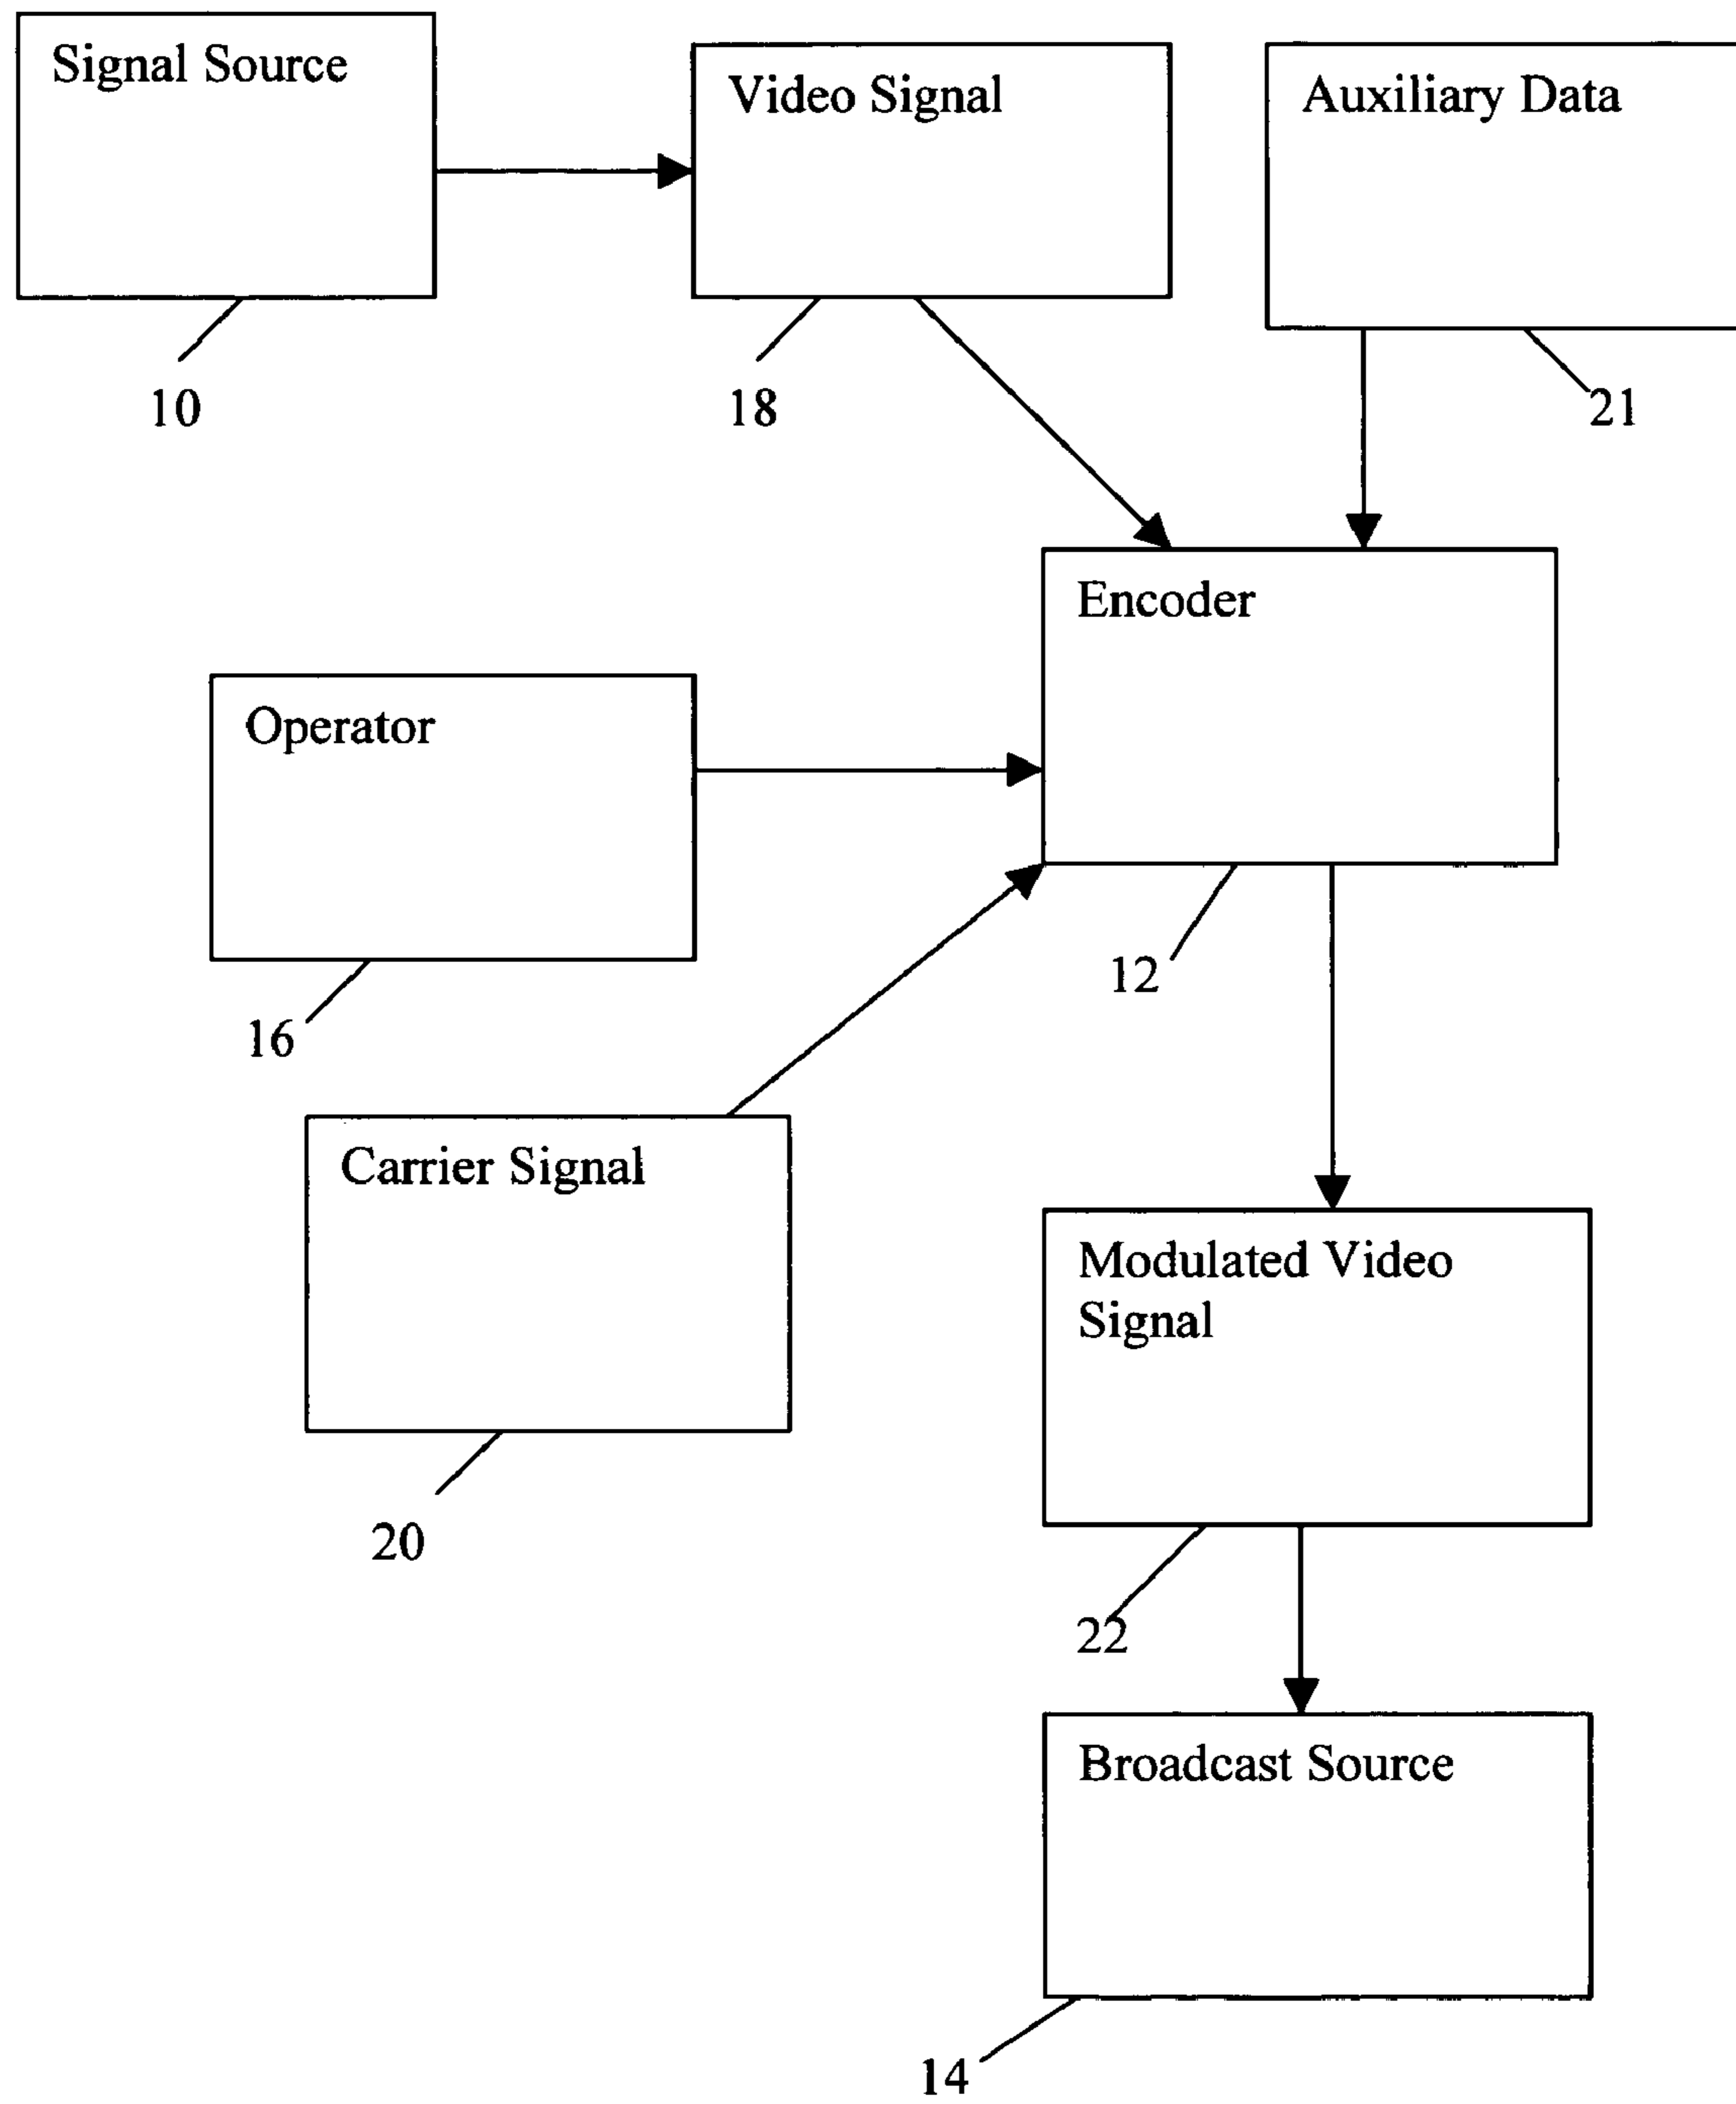 Signal Source
Video Signal
Auxiliary Data
10
18
21
Encoder
Operator
12
16
Carrier Signal
Modulated Video
Signal
20
22
Broadcast Source
14